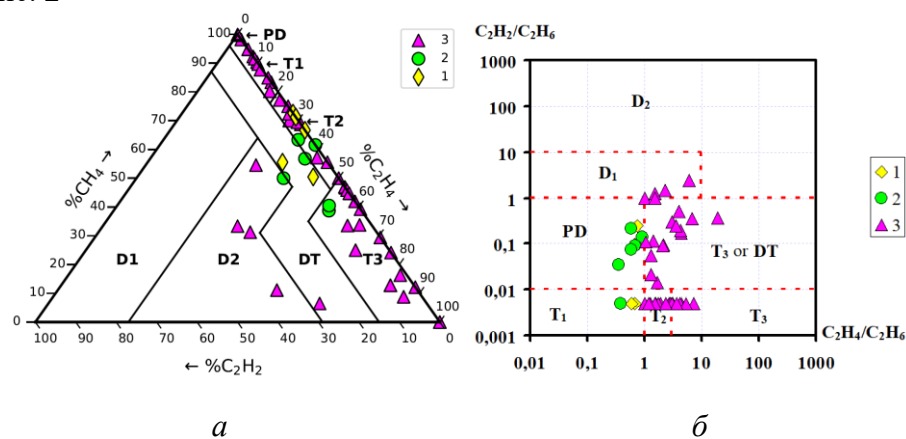 C₂H₂/C₂H₆
0
100 ← PD
3
2
1
10
90
← T1
20
80
30
70
← T2
40
60
%CH₄ →
50
%C₂H₄ →
50
60
40
70
30
80
20
D1
D2
DT
T3
90
10
100
0
100 90 80 70 60 50 40 30 20 10 0
← %C₂H₂
1000
100
10
1
0,1
0,01
0,001
D₂
D₁
PD
T₃ or DT
T₁
T₂
T₃
1
2
3
C₂H₄/C₂H₆
0,01 0,1 1 10 100 1000
а
б